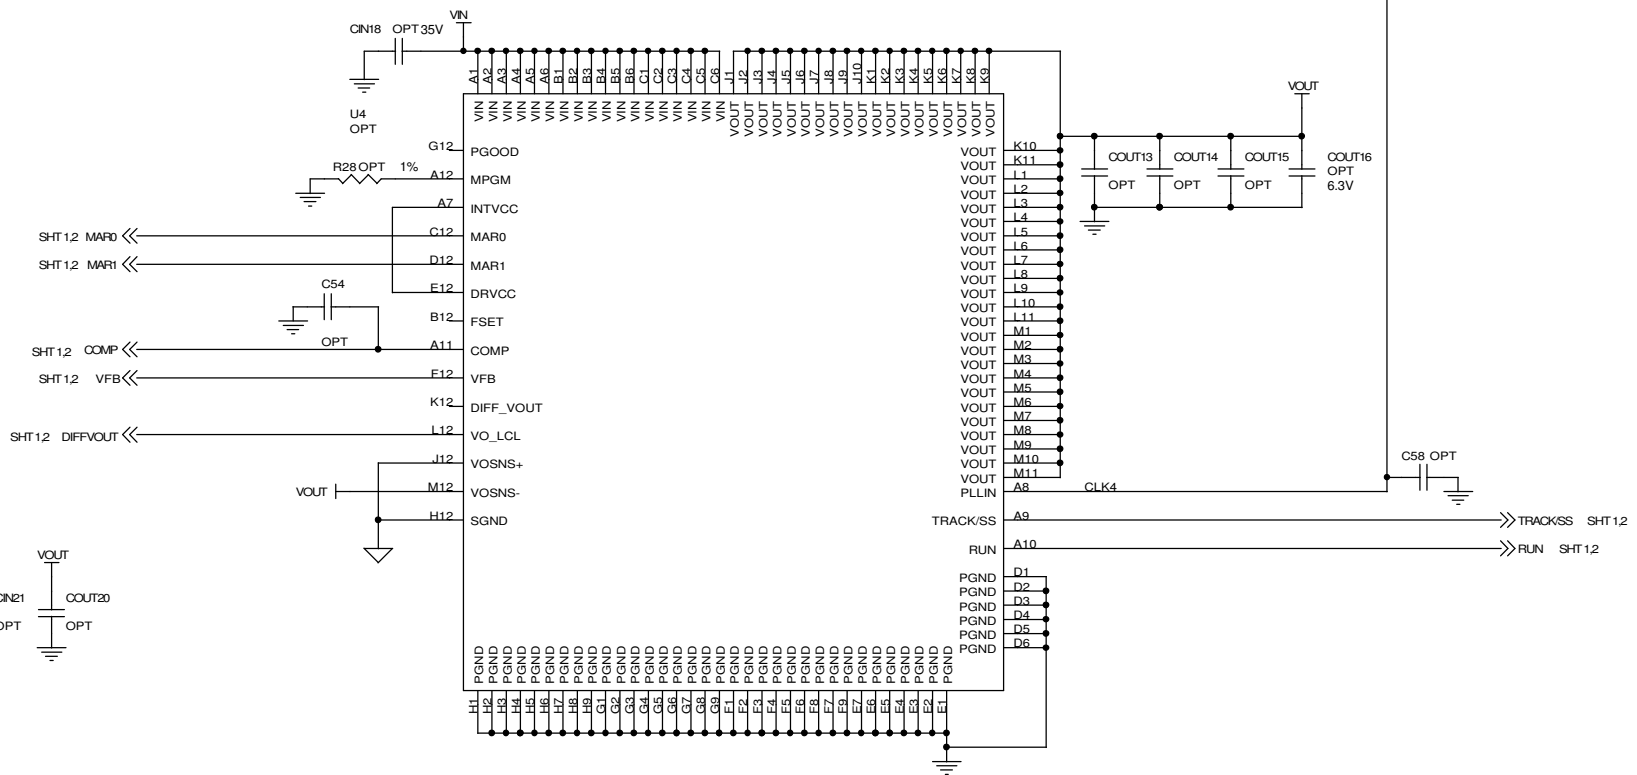 VIN
CIN18 OPT 35V
A1 A2 A3 A4 A5 A6 B1 B2 B3 B4 B5 B6 C1 C2 C3 C4 C5 C6 J1 J2 J3 J4 J5 J6 J7 J8 J9 J10 K1 K2 K3 K4 K5 K6 K7 K8 K9
VIN VIN VIN VIN VIN VIN VIN VIN VIN VIN VIN VIN VIN VIN VIN VIN VIN VIN VOUT VOUT VOUT VOUT VOUT VOUT VOUT VOUT VOUT VOUT VOUT VOUT VOUT VOUT VOUT VOUT VOUT VOUT VOUT
U4
OPT
G12 PGOOD
R28 OPT 1%
A12 MPGM
A7 INTVCC
SHT 1,2 MAR0 C12 MAR0
SHT 1,2 MAR1 D12 MAR1
C54
E12 DRVCC
B12 FSET
OPT
SHT 1,2 COMP A11 COMP
SHT 1,2 VFB F12 VFB
K12 DIFF_VOUT
SHT 1,2 DIFFVOUT L12 VO_LCL
J12 VOSNS+
VOUT M12 VOSNS-
H12 SGND
VOUT K10
VOUT K11
VOUT L1
VOUT L2
VOUT L3
VOUT L4
VOUT L5
VOUT L6
VOUT L7
VOUT L8
VOUT L9
VOUT L10
VOUT L11
VOUT M1
VOUT M2
VOUT M3
VOUT M4
VOUT M5
VOUT M6
VOUT M7
VOUT M8
VOUT M9
VOUT M10
VOUT M11
PLLIN A8 CLK4
TRACK/SS A9 TRACK/SS SHT 1,2
RUN A10 RUN SHT 1,2
PGND D1
PGND D2
PGND D3
PGND D4
PGND D5
PGND D6
VOUT
COUT13 COUT14 COUT15 COUT16
OPT OPT OPT OPT
6.3V
C58 OPT
VOUT
CIN21 COUT20
OPT OPT
PGND PGND PGND PGND PGND PGND PGND PGND PGND PGND PGND PGND PGND PGND PGND PGND PGND PGND PGND PGND PGND PGND PGND PGND PGND PGND PGND PGND PGND PGND PGND PGND PGND PGND
H1 H2 H3 H4 H5 H6 H7 H8 H9 G1 G2 G3 G4 G5 G6 G7 G8 G9 F1 F2 F3 F4 F5 F6 F8 F7 F9 E7 E6 E5 E4 E3 E2 E1